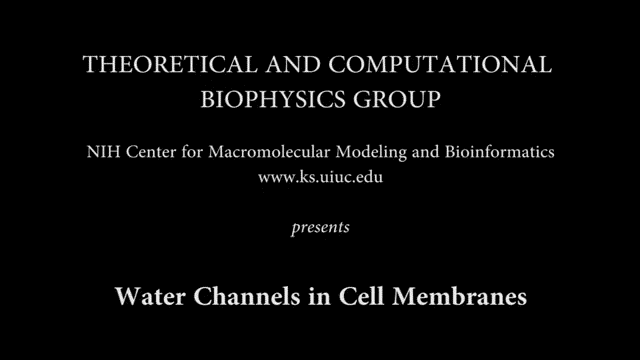 THEORETICAL AND COMPUTATIONAL
BIOPHYSICS GROUP
NIH Center for Macromolecular Modeling and Bioinformatics
www.ks.uiuc.edu
presents
Water Channels in Cell Membranes